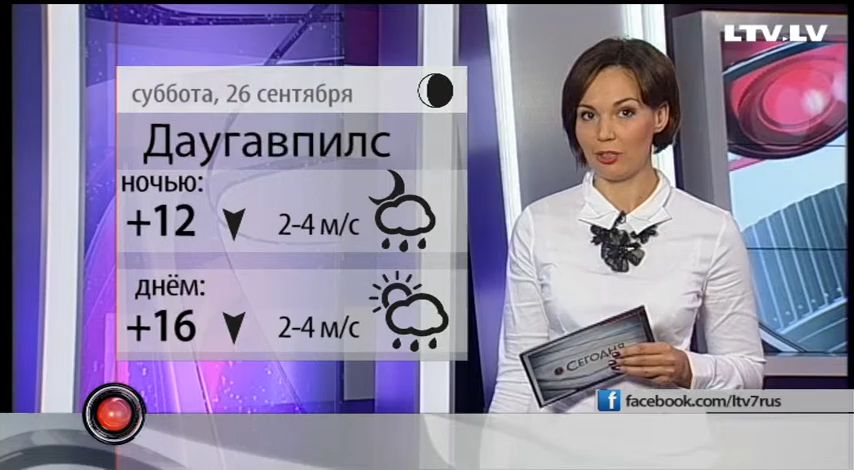 LTV.LV
суббота, 26 сентября
Даугавпилс
ночью:
+12 2-4 м/с
днём:
+16 2-4 м/с
СЕГОДНЯ
facebook.com/ltv7rus